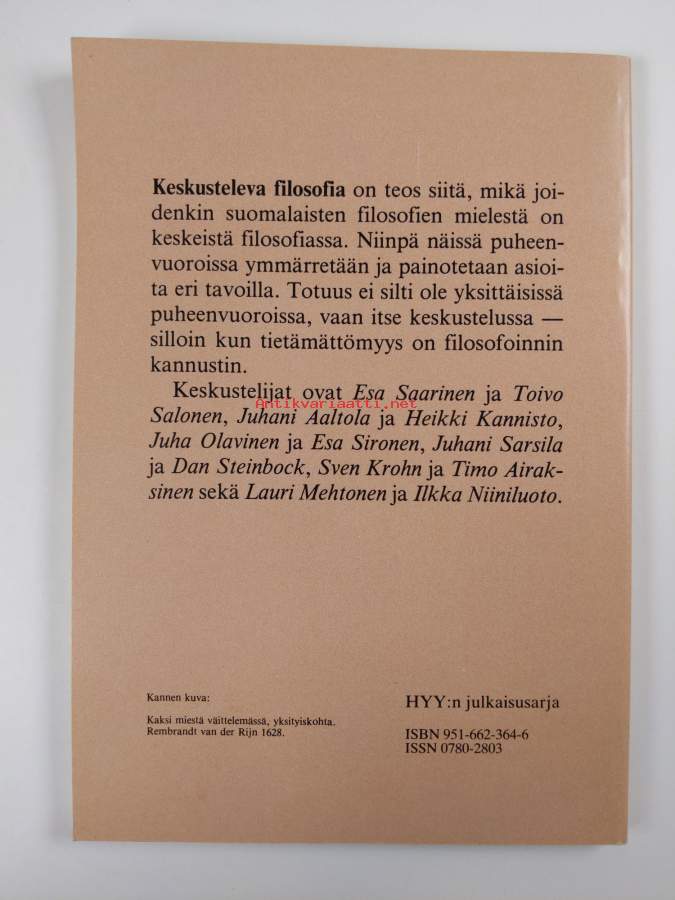 Keskusteleva filosofia on teos siitä, mikä joi-
denkin suomalaisten filosofien mielestä on
keskeistä filosofiassa. Niinpä näissä puheen-
vuoroissa ymmärretään ja painotetaan asioi-
ta eri tavoilla. Totuus ei silti ole yksittäisissä
puheenvuoroissa, vaan itse keskustelussa —
silloin kun tietämättömyys on filosofoinnin
kannustin.
Keskustelijat ovat Esa Saarinen ja Toivo
Antikvariaatti.net
Salonen, Juhani Aaltola ja Heikki Kannisto,
Juha Olavinen ja Esa Sironen, Juhani Sarsila
ja Dan Steinbock, Sven Krohn ja Timo Airak-
sinen sekä Lauri Mehtonen ja Ilkka Niiniluoto.
Kannen kuva:
Kaksi miestä väittelemässä, yksityiskohta.
Rembrandt van der Rijn 1628.
HYY:n julkaisusarja
ISBN 951-662-364-6
ISSN 0780-2803